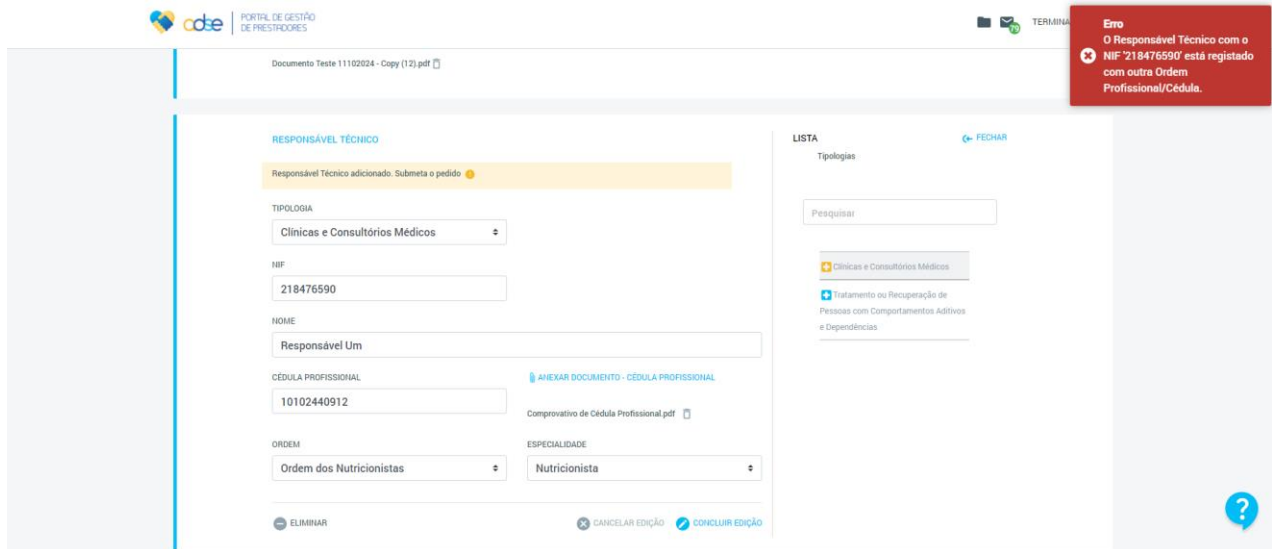 adse
PORTAL DE GESTÃO
DE PRESTADORES
79
TERMINA
Erro
O Responsável Técnico com o
NIF '218476590' está registado
com outra Ordem
Profissional/Cédula.
Documento Teste 11102024 - Copy (12).pdf
RESPONSÁVEL TÉCNICO
Responsável Técnico adicionado. Submeta o pedido
TIPOLOGIA
Clínicas e Consultórios Médicos
NIF
218476590
NOME
Responsável Um
CÉDULA PROFISSIONAL
ANEXAR DOCUMENTO - CÉDULA PROFISSIONAL
10102440912
Comprovativo de Cédula Profissional.pdf
ORDEM
ESPECIALIDADE
Ordem dos Nutricionistas
Nutricionista
ELIMINAR
CANCELAR EDIÇÃO
CONCLUIR EDIÇÃO
LISTA
FECHAR
Tipologias
Pesquisar
Clínicas e Consultórios Médicos
Tratamento ou Recuperação de
Pessoas com Comportamentos Aditivos
e Dependências
?